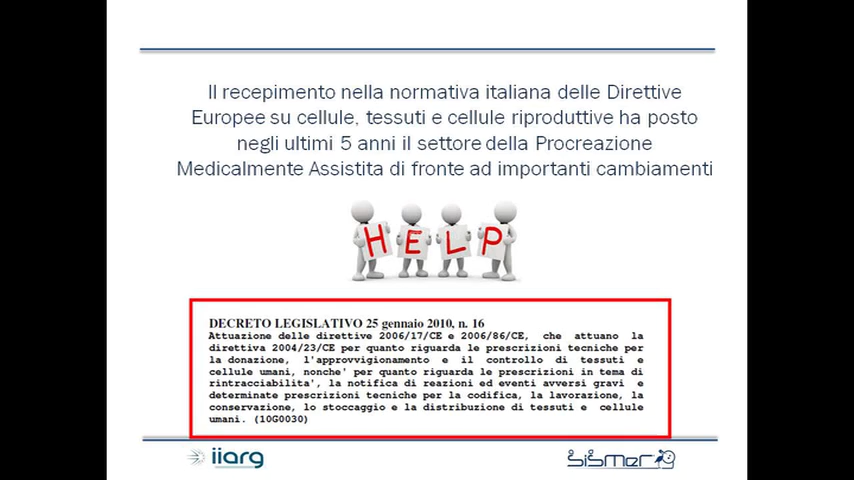 Il recepimento nella normativa italiana delle Direttive
Europee su cellule, tessuti e cellule riproduttive ha posto
negli ultimi 5 anni il settore della Procreazione
Medicalmente Assistita di fronte ad importanti cambiamenti
HELP
DECRETO LEGISLATIVO 25 gennaio 2010, n. 16
Attuazione delle direttive 2006/17/CE e 2006/86/CE, che attuano la
direttiva 2004/23/CE per quanto riguarda le prescrizioni tecniche per
la donazione, l'approvvigionamento e il controllo di tessuti e
cellule umani, nonche' per quanto riguarda le prescrizioni in tema di
rintracciabilita', la notifica di reazioni ed eventi avversi gravi e
determinate prescrizioni tecniche per la codifica, la lavorazione, la
conservazione, lo stoccaggio e la distribuzione di tessuti e cellule
umani. (10G0030)
iiarg
SISMER